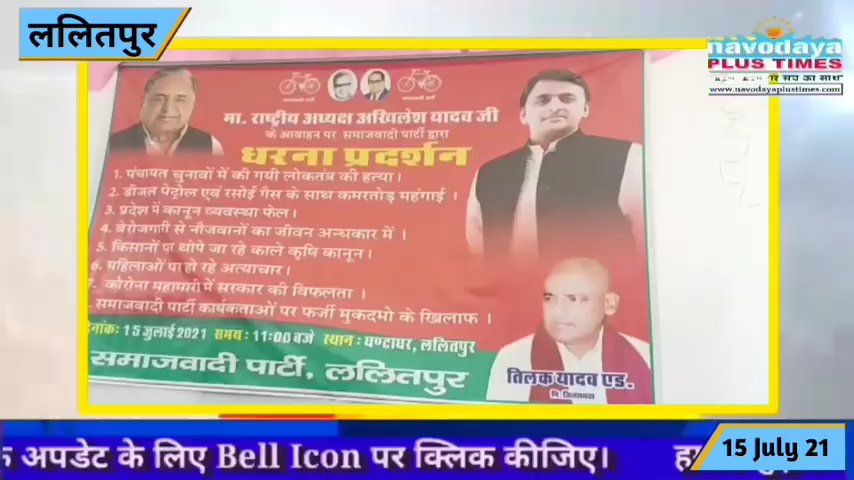 ललितपुर
navodaya
PLUS TIMES
www.navodayaplustimes.com
मा. राष्ट्रीय अध्यक्ष अखिलेश यादव जी
के आवाहन पर समाजवादी पार्टी द्वारा
धरना प्रदर्शन
1. पंचायत चुनावों में की गयी लोकतंत्र की हत्या।
2. डीजल पेट्रोल एवं रसोई गैस के साथ कमरतोड़ महंगाई ।
3. प्रदेश में कानून व्यवस्था फेल।
4. बेरोजगारी से नौजवानों का जीवन अन्धकार में ।
5. किसानों पर थोपे जा रहे काले कृषि कानून।
6. महिलाओं पर हो रहे अत्याचार।
7. कोरोना महामारी में सरकार की विफलता ।
समाजवादी पार्टी कार्यकताओं पर फर्जी मुकदमो के खिलाफ ।
दिनांक: 15 जुलाई 2021 समय : 11:00 बजे स्थान : घण्टाघर, ललितपुर
समाजवादी पार्टी, ललितपुर
तिलक यादव एड.
नि. जिलाध्यक्ष
अपडेट के लिए Bell Icon पर क्लिक कीजिए।
15 July 21